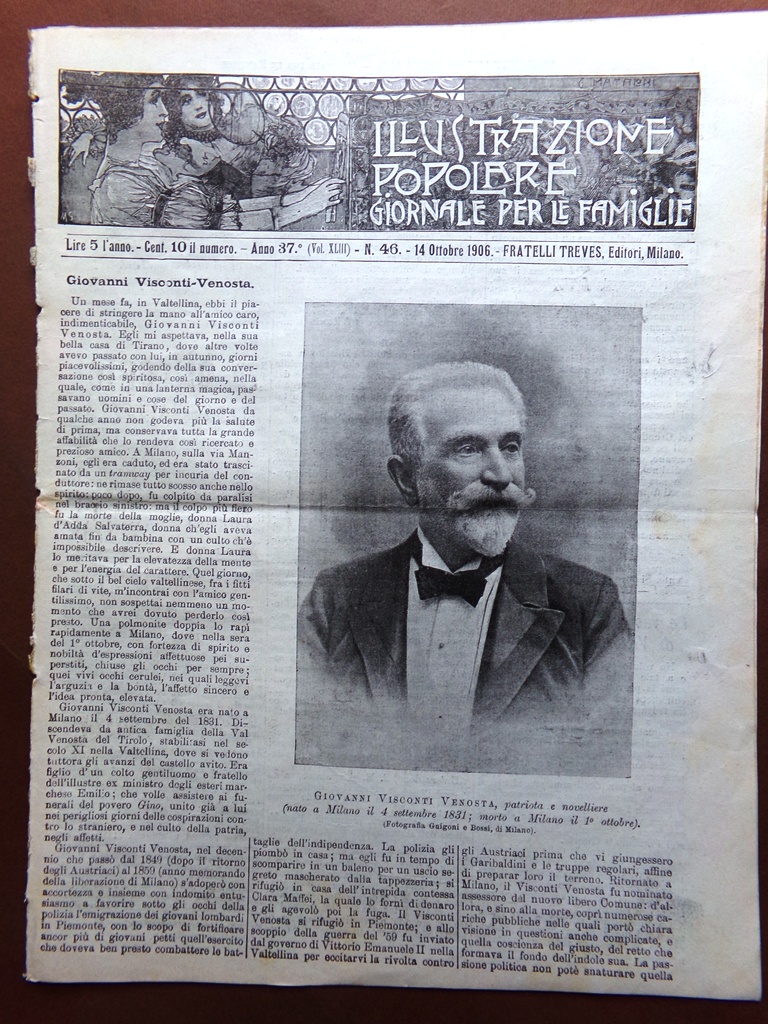 G. MATALONI
ILLUSTRAZIONE
POPOLARE
GIORNALE PER LE FAMIGLIE
Lire 5 l'anno. - Cent. 10 il numero. - Anno 37.° (Vol. XLIII) - N. 46. - 14 Ottobre 1906. - FRATELLI TREVES, Editori, Milano.
Giovanni Visconti-Venosta.
Un mese fa, in Valtellina, ebbi il pia-
cere di stringere la mano all'amico caro,
indimenticabile, Giovanni Visconti
Venosta. Egli mi aspettava, nella sua
bella casa di Tirano, dove altre volte
avevo passato con lui, in autunno, giorni
piacevolissimi, godendo della sua conver-
sazione così spiritosa, così amena, nella
quale, come in una lanterna magica, pas-
savano uomini e cose del giorno e del
passato. Giovanni Visconti Venosta da
qualche anno non godeva più la salute
di prima, ma conservava tutta la grande
affabilità che lo rendeva così ricercato e
prezioso amico. A Milano, sulla via Man-
zoni, egli era caduto, ed era stato trasci-
nato da un tramway per incuria del con-
duttore: ne rimase tutto scosso anche nello
spirito: poco dopo, fu colpito da paralisi
nel braccio sinistro: ma il colpo più fiero
fu la morte della moglie, donna Laura
d'Adda Salvaterra, donna ch'egli aveva
amata fin da bambina con un culto ch'è
impossibile descrivere. E donna Laura
lo meritava per la elevatezza della mente
e per l'energia del carattere. Quel giorno,
che sotto il bel cielo valtellinese, fra i fitti
filari di vite, m'incontrai con l'amico gen-
tilissimo, non sospettai nemmeno un mo-
mento che avrei dovuto perderlo così
presto. Una polmonite doppia lo rapì
rapidamente a Milano, dove nella sera
del 1° ottobre, con fortezza di spirito e
nobiltà d'espressioni affettuose pei su-
perstiti, chiuse gli occhi per sempre;
quei vivi occhi cerulei, nei quali leggevi
l'arguzia e la bontà, l'affetto sincero e
l'idea pronta, elevata.
Giovanni Visconti Venosta era nato a
Milano il 4 settembre del 1831. Di-
scendeva da antica famiglia della Val
Venosta del Tirolo, stabilitasi nel se-
colo XI nella Valtellina, dove si vedono
tuttora gli avanzi del castello avito. Era
figlio d'un colto gentiluomo e fratello
dell'illustre ex ministro degli esteri mar-
chese Emilio; che volle assistere ai fu-
nerali del povero Gino, unito già a lui
nei perigliosi giorni delle cospirazioni con-
tro lo straniero, e nel culto della patria,
negli affetti.
Giovanni Visconti Venosta, nel decen-
nio che passò dal 1849 (dopo il ritorno
degli Austriaci) al 1859 (anno memorando
della liberazione di Milano) s'adoperò con
accortezza e insieme con indomito entu-
siasmo a favorire sotto gli occhi della
polizia l'emigrazione dei giovani lombardi
in Piemonte, con lo scopo di fortificare
ancor più di giovani petti quell'esercito
che doveva ben presto combattere le bat-
GIOVANNI VISCONTI VENOSTA, patriota e novelliere
(nato a Milano il 4 settembre 1831; morto a Milano il 1° ottobre).
(Fotografia Guigoni e Bossi, di Milano).
taglie dell'indipendenza. La polizia gli
piombò in casa; ma egli fu in tempo di
scomparire in un baleno per un uscio se-
greto mascherato dalla tappezzeria; si
rifugiò in casa dell'intrepida contessa
Clara Maffei, la quale lo fornì di denaro
e gli agevolò poi la fuga. Il Visconti
Venosta si rifugiò in Piemonte; e allo
scoppio della guerra del '59 fu inviato
dal governo di Vittorio Emanuele II nella
Valtellina per eccitarvi la rivolta contro
gli Austriaci prima che vi giungessero
i Garibaldini e le truppe regolari, affine
di preparar loro il terreno. Ritornato a
Milano, il Visconti Venosta fu nominato
assessore del nuovo libero Comune: d'al-
lora, e sino alla morte, coprì numerose ca-
riche pubbliche nelle quali portò chiara
visione in questioni anche complicate, e
quella coscienza del giusto, del retto che
formava il fondo dell'indole sua. La pas-
sione politica non potè snaturare quella